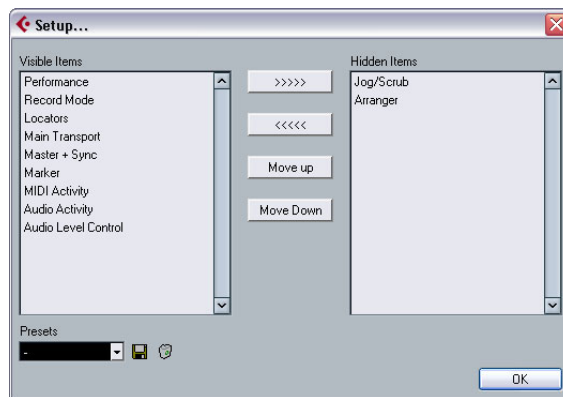 Setup...
Visible Items
Performance
Record Mode
Locators
Main Transport
Master + Sync
Marker
MIDI Activity
Audio Activity
Audio Level Control
>>>>>
<<<<<
Move up
Move Down
Hidden Items
Jog/Scrub
Arranger
Presets
-
OK